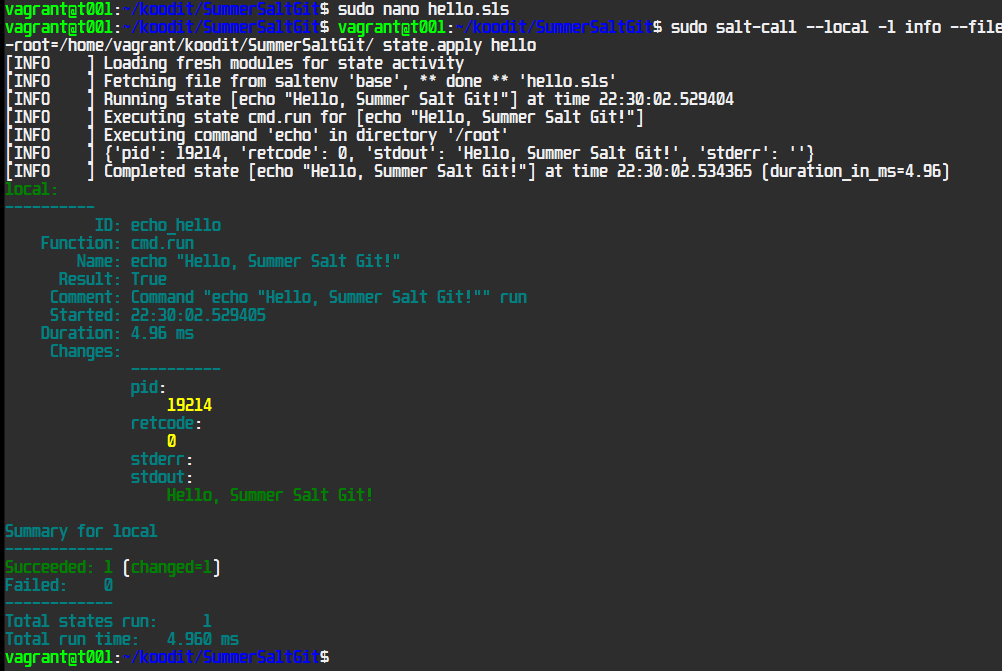 vagrant@t001:~/koodit/SummerSaltGit$ sudo nano hello.sls
vagrant@t001:~/koodit/SummerSaltGit$ vagrant@t001:~/koodit/SummerSaltGit$ sudo salt-call --local -l info --file
-root=/home/vagrant/koodit/SummerSaltGit/ state.apply hello
[INFO    ] Loading fresh modules for state activity
[INFO    ] Fetching file from saltenv 'base', ** done ** 'hello.sls'
[INFO    ] Running state [echo "Hello, Summer Salt Git!"] at time 22:30:02.529404
[INFO    ] Executing state cmd.run for [echo "Hello, Summer Salt Git!"]
[INFO    ] Executing command 'echo' in directory '/root'
[INFO    ] {'pid': 19214, 'retcode': 0, 'stdout': 'Hello, Summer Salt Git!', 'stderr': ''}
[INFO    ] Completed state [echo "Hello, Summer Salt Git!"] at time 22:30:02.534365 (duration_in_ms=4.96)
local:
----------
          ID: echo_hello
    Function: cmd.run
        Name: echo "Hello, Summer Salt Git!"
      Result: True
     Comment: Command "echo "Hello, Summer Salt Git!"" run
     Started: 22:30:02.529405
    Duration: 4.96 ms
     Changes:
              ----------
              pid:
                  19214
              retcode:
                  0
              stderr:
              stdout:
                  Hello, Summer Salt Git!

Summary for local
------------
Succeeded: 1 (changed=1)
Failed:    0
------------
Total states run:     1
Total run time:   4.960 ms
vagrant@t001:~/koodit/SummerSaltGit$